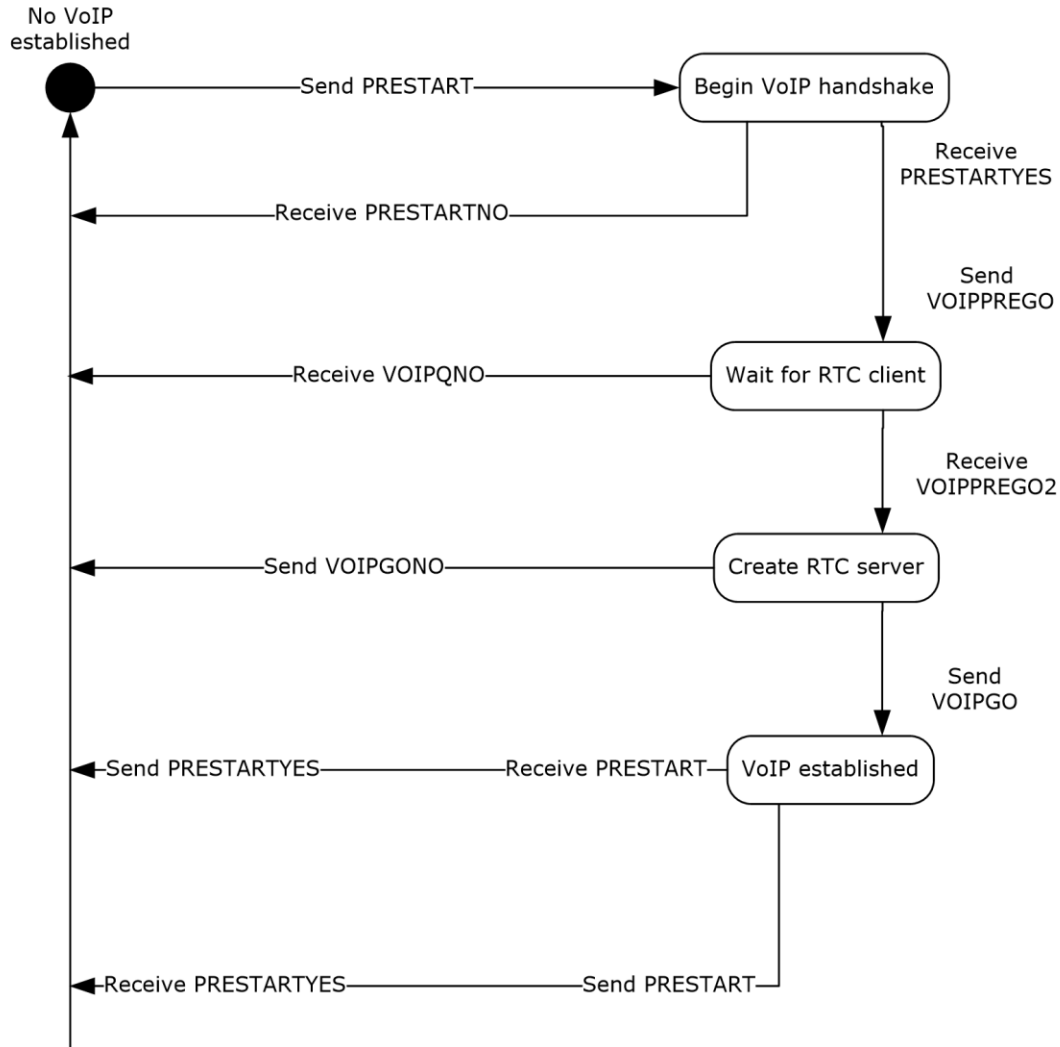 No VoIP
established
Send PRESTART
Begin VoIP handshake
Receive
PRESTARTYES
Receive PRESTARTNO
Send
VOIPPREGO
Receive VOIPQNO
Wait for RTC client
Receive
VOIPPREGO2
Send VOIPGONO
Create RTC server
Send
VOIPGO
Send PRESTARTYES
Receive PRESTART
VoIP established
Receive PRESTARTYES
Send PRESTART